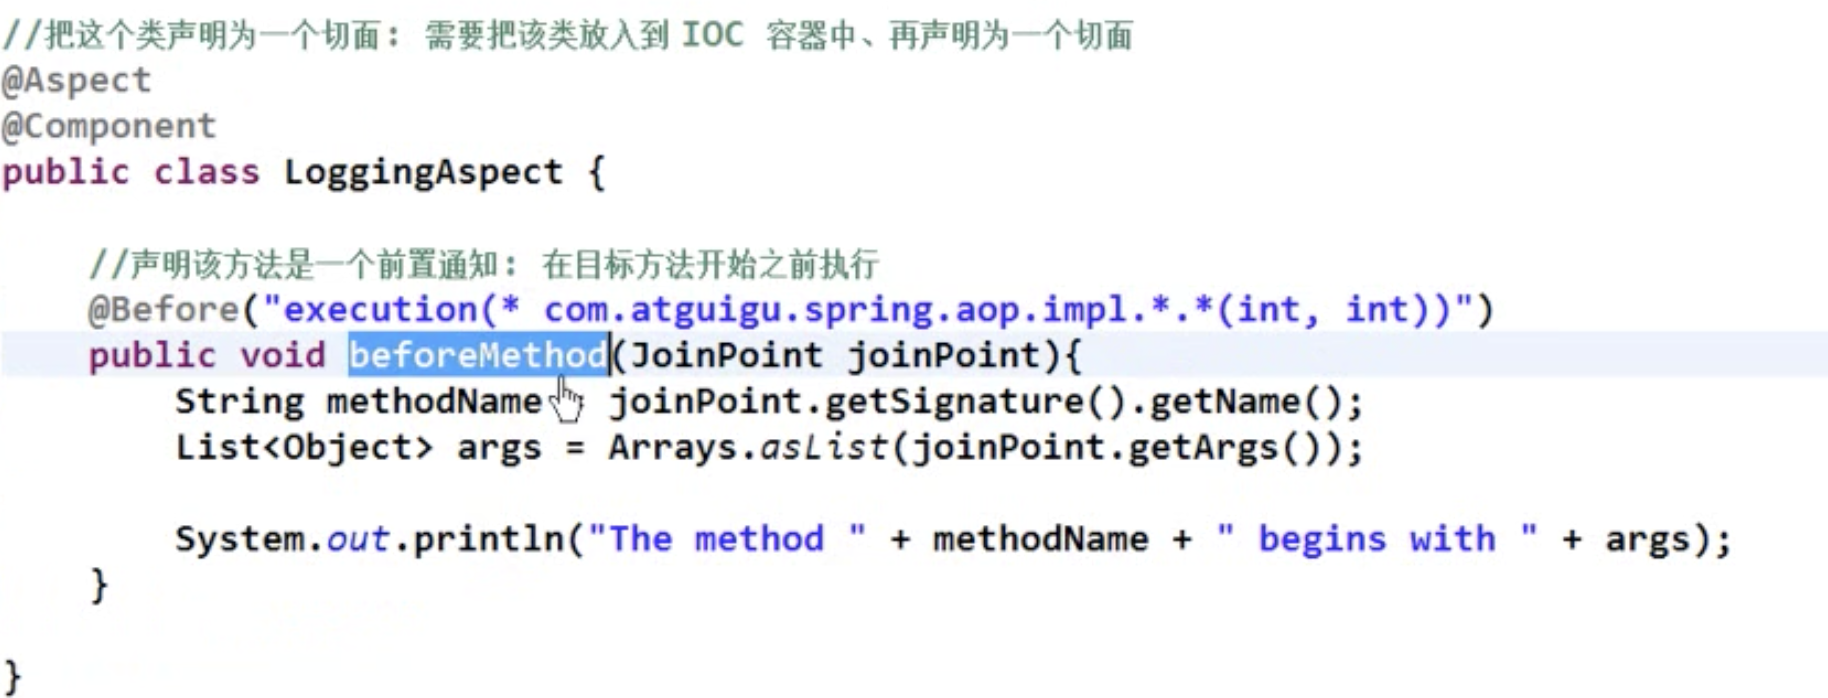 //把这个类声明为一个切面: 需要把该类放入到 IOC 容器中、再声明为一个切面
@Aspect
@Component
public class LoggingAspect {
//声明该方法是一个前置通知: 在目标方法开始之前执行
@Before("execution(* com.atguigu.spring.aop.impl.*.*(int, int))")
public void beforeMethod(JoinPoint joinPoint){
String methodName joinPoint.getSignature().getName();
List<Object> args = Arrays.asList(joinPoint.getArgs());
System.out.println("The method " + methodName + " begins with " + args);
}
}